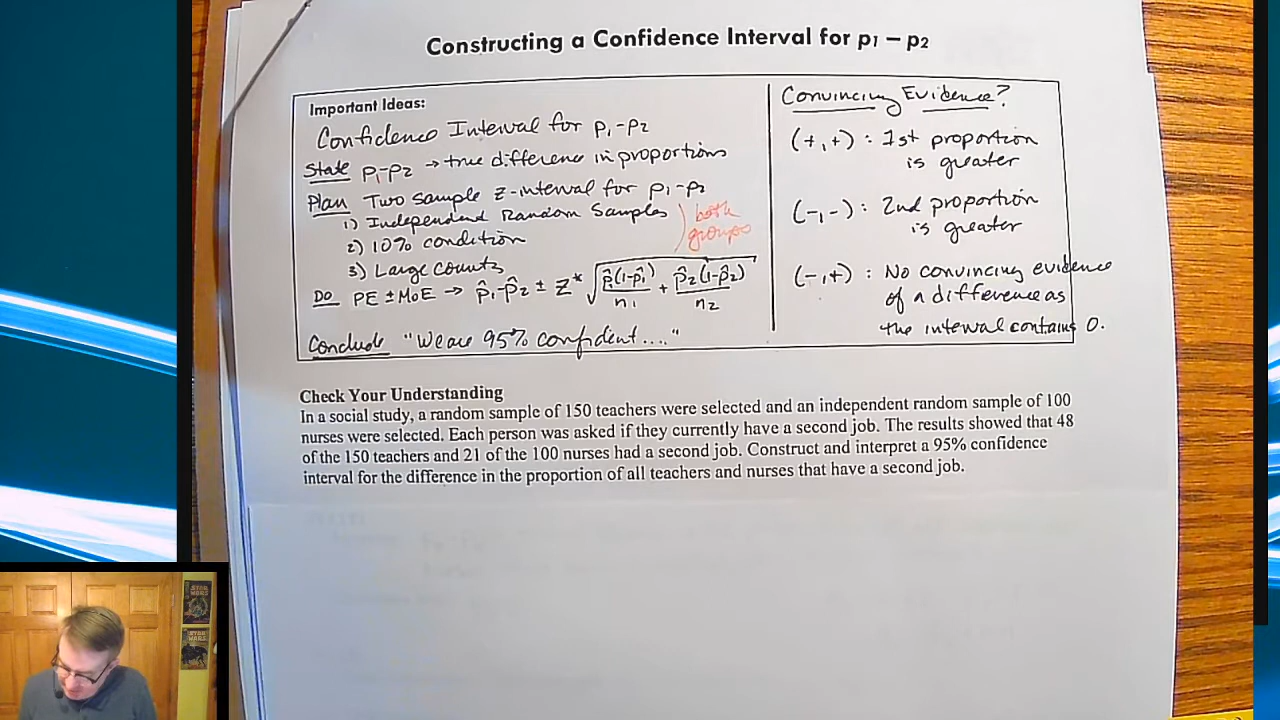 Constructing a Confidence Interval for p₁ – p₂
Important Ideas:
Confidence Interval for p₁-p₂
State p₁-p₂ → true difference in proportions
Plan Two Sample Z-interval for p₁-p₂
1) Independent Random Samples
2) 10% condition
3) Large Counts
both
groups
Do PE ± MoE → p̂₁-p̂₂ ± Z* √(p̂₁(1-p̂₁)/n₁ + p̂₂(1-p̂₂)/n₂)
Conclude "We are 95% confident...."
Convincing Evidence?
(+,+) : 1st proportion
is greater
(-,-) : 2nd proportion
is greater
(-,+) : No convincing evidence
of a difference as
the interval contains 0.
Check Your Understanding
In a social study, a random sample of 150 teachers were selected and an independent random sample of 100
nurses were selected. Each person was asked if they currently have a second job. The results showed that 48
of the 150 teachers and 21 of the 100 nurses had a second job. Construct and interpret a 95% confidence
interval for the difference in the proportion of all teachers and nurses that have a second job.
STAR
WARS
STAR
WARS